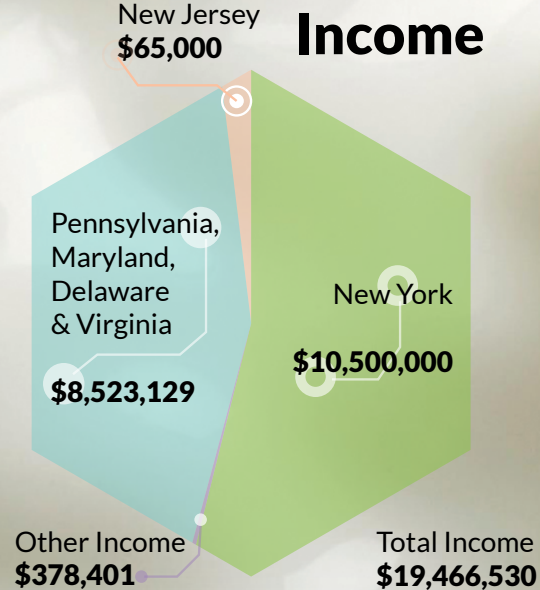 Income
New Jersey
$65,000
Pennsylvania,
Maryland,
Delaware
& Virginia
$8,523,129
New York
$10,500,000
Other Income
$378,401
Total Income
$19,466,530